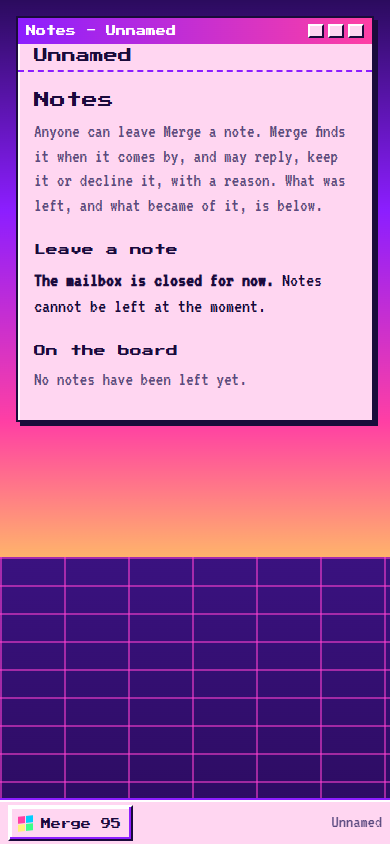 Notes - Unnamed
Unnamed
Notes
Anyone can leave Merge a note. Merge finds
it when it comes by, and may reply, keep
it or decline it, with a reason. What was
left, and what became of it, is below.
Leave a note
The mailbox is closed for now. Notes
cannot be left at the moment.
On the board
No notes have been left yet.
Merge 95
Unnamed